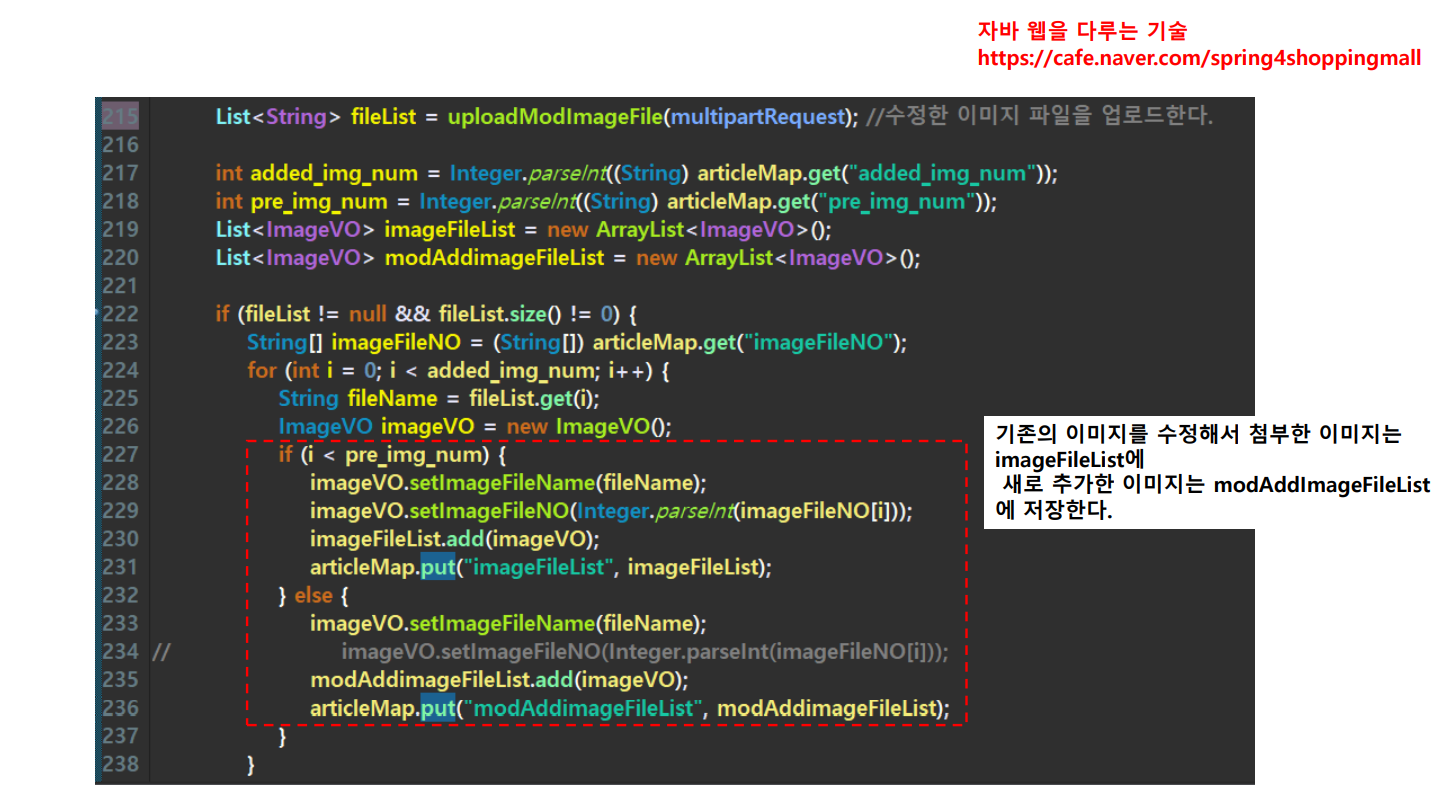 자바 웹을 다루는 기술
https://cafe.naver.com/spring4shoppingmall
215 List<String> fileList = uploadModImageFile(multipartRequest); //수정한 이미지 파일을 업로드한다.
216
217 int added_img_num = Integer.parseInt((String) articleMap.get("added_img_num"));
218 int pre_img_num = Integer.parseInt((String) articleMap.get("pre_img_num"));
219 List<ImageVO> imageFileList = new ArrayList<ImageVO>();
220 List<ImageVO> modAddimageFileList = new ArrayList<ImageVO>();
221
222 if (fileList != null && fileList.size() != 0) {
223 String[] imageFileNO = (String[]) articleMap.get("imageFileNO");
224 for (int i = 0; i < added_img_num; i++) {
225 String fileName = fileList.get(i);
226 ImageVO imageVO = new ImageVO();
227 if (i < pre_img_num) {
228 imageVO.setImageFileName(fileName);
229 imageVO.setImageFileNO(Integer.parseInt(imageFileNO[i]));
230 imageFileList.add(imageVO);
231 articleMap.put("imageFileList", imageFileList);
232 } else {
233 imageVO.setImageFileName(fileName);
234 // imageVO.setImageFileNO(Integer.parseInt(imageFileNO[i]));
235 modAddimageFileList.add(imageVO);
236 articleMap.put("modAddimageFileList", modAddimageFileList);
237 }
238 }
기존의 이미지를 수정해서 첨부한 이미지는
imageFileList에
새로 추가한 이미지는 modAddImageFileList
에 저장한다.